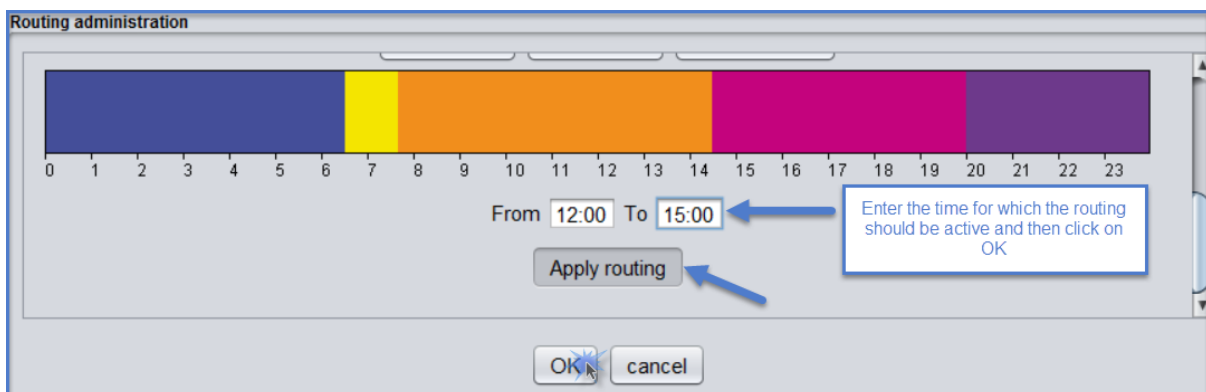 Routing administration
0 1 2 3 4 5 6 7 8 9 10 11 12 13 14 15 16 17 18 19 20 21 22 23
From 12:00 To 15:00
Enter the time for which the routing
should be active and then click on
OK
Apply routing
OK cancel